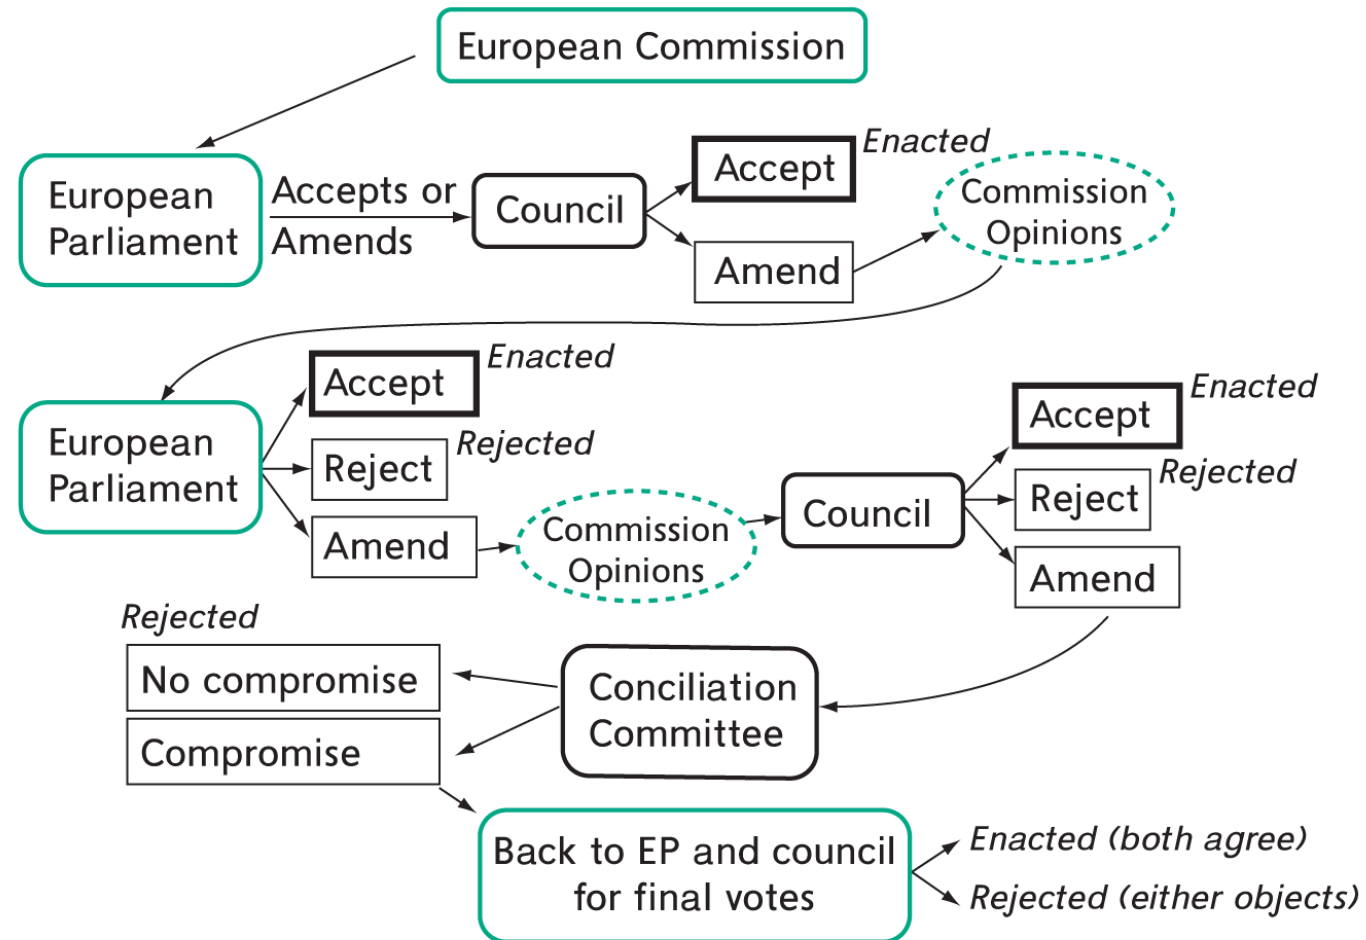 European Commission
European
Parliament
Accepts or
Amends
Council
Accept
Enacted
Amend
Commission
Opinions
European
Parliament
Accept
Enacted
Reject
Rejected
Amend
Commission
Opinions
Council
Accept
Enacted
Reject
Rejected
Amend
Conciliation
Committee
Rejected
No compromise
Compromise
Back to EP and council
for final votes
Enacted (both agree)
Rejected (either objects)